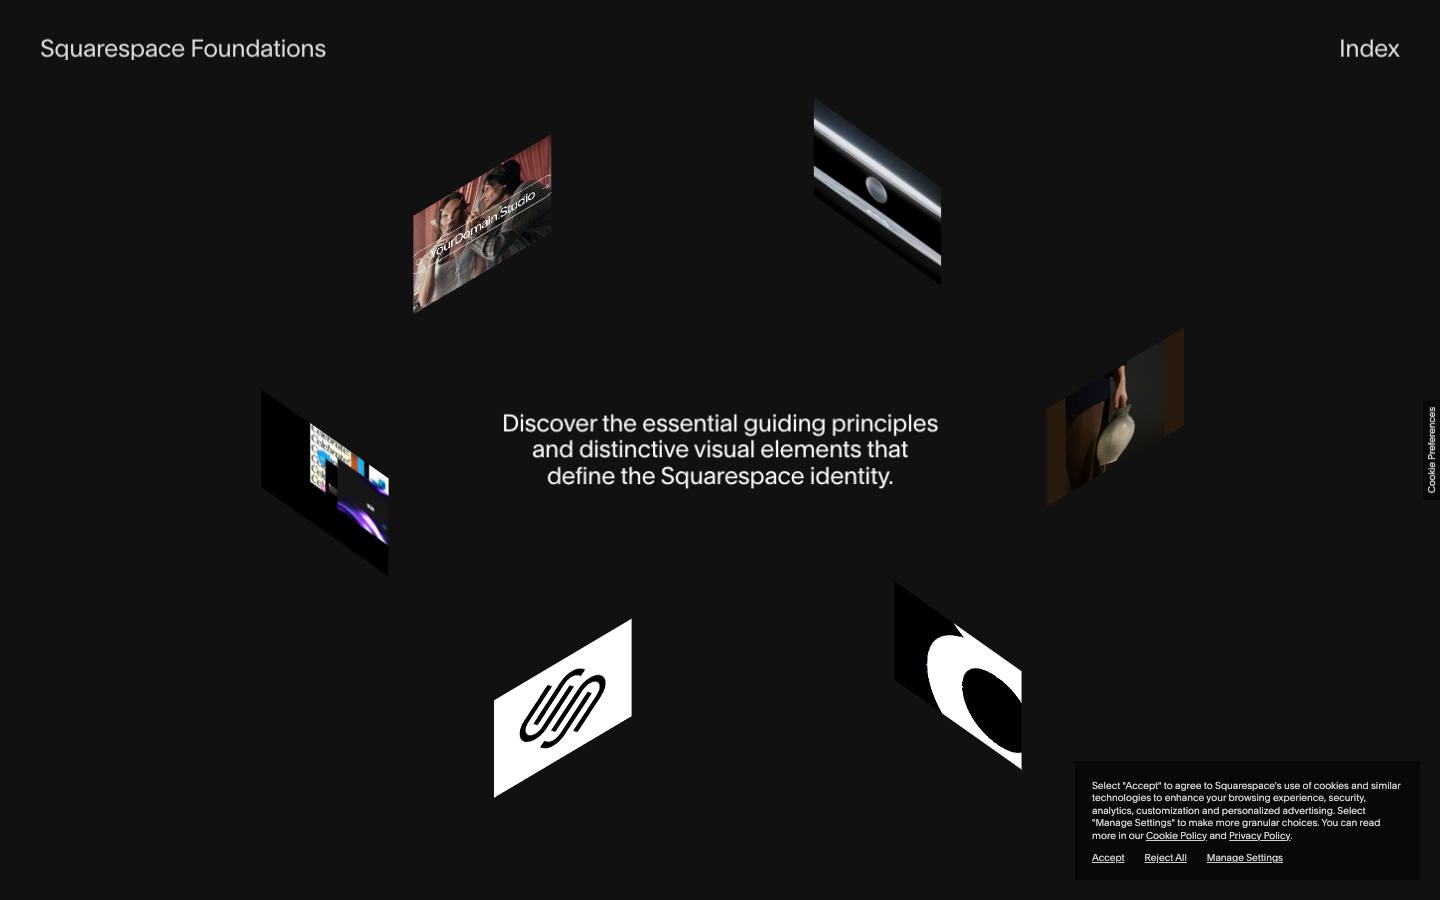 Squarespace Foundations
Index
YourDomain.Studio
Discover the essential guiding principles
and distinctive visual elements that
define the Squarespace identity.
Cookie Preferences
Select "Accept" to agree to Squarespace's use of cookies and similar
technologies to enhance your browsing experience, security,
analytics, customization and personalized advertising. Select
"Manage Settings" to make more granular choices. You can read
more in our Cookie Policy and Privacy Policy.
Accept Reject All Manage Settings